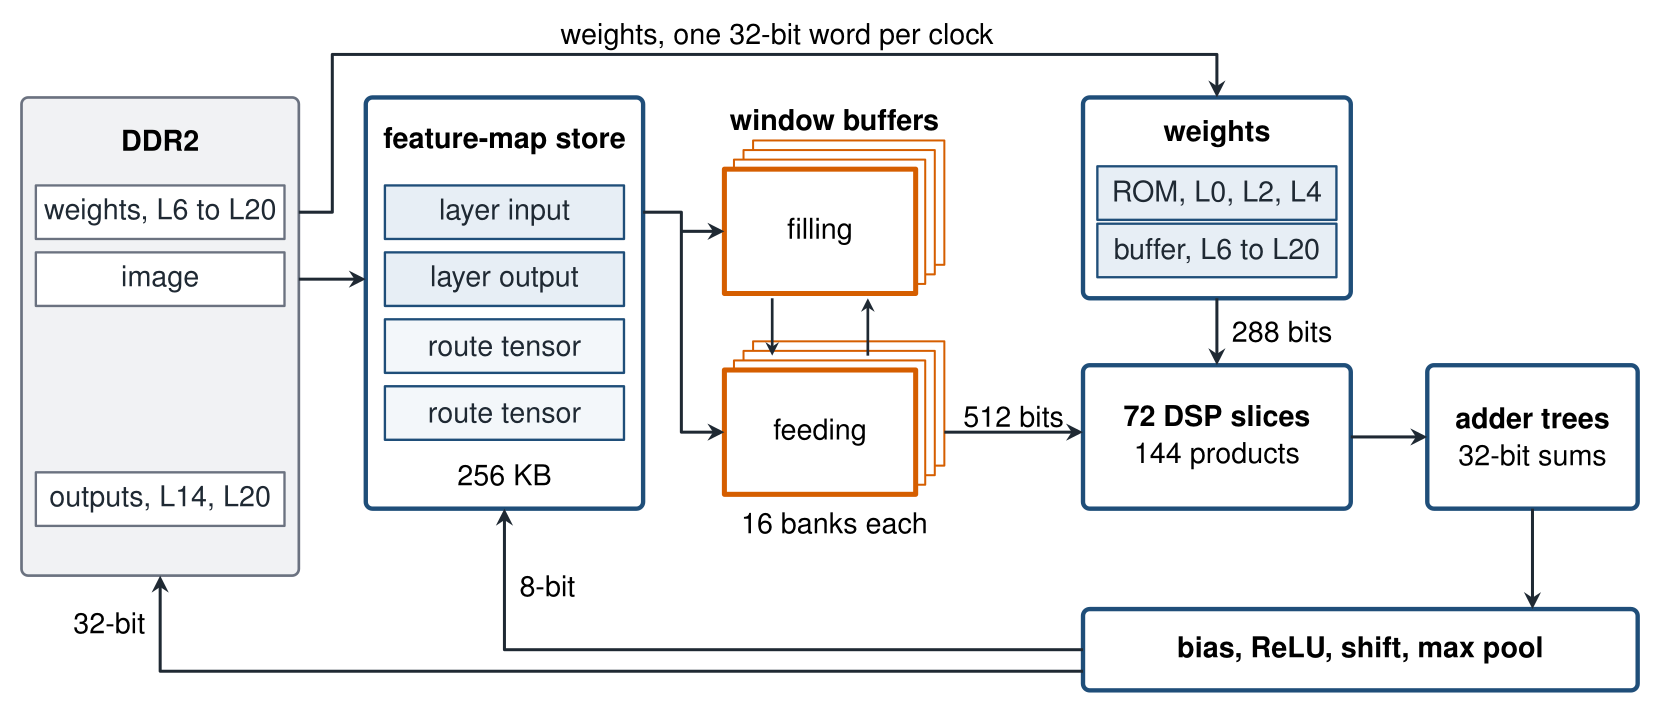 weights, one 32-bit word per clock
DDR2
weights, L6 to L20
image
outputs, L14, L20
feature-map store
layer input
layer output
route tensor
route tensor
256 KB
window buffers
filling
feeding
16 banks each
weights
ROM, L0, L2, L4
buffer, L6 to L20
288 bits
512 bits
72 DSP slices
144 products
adder trees
32-bit sums
8-bit
32-bit
bias, ReLU, shift, max pool